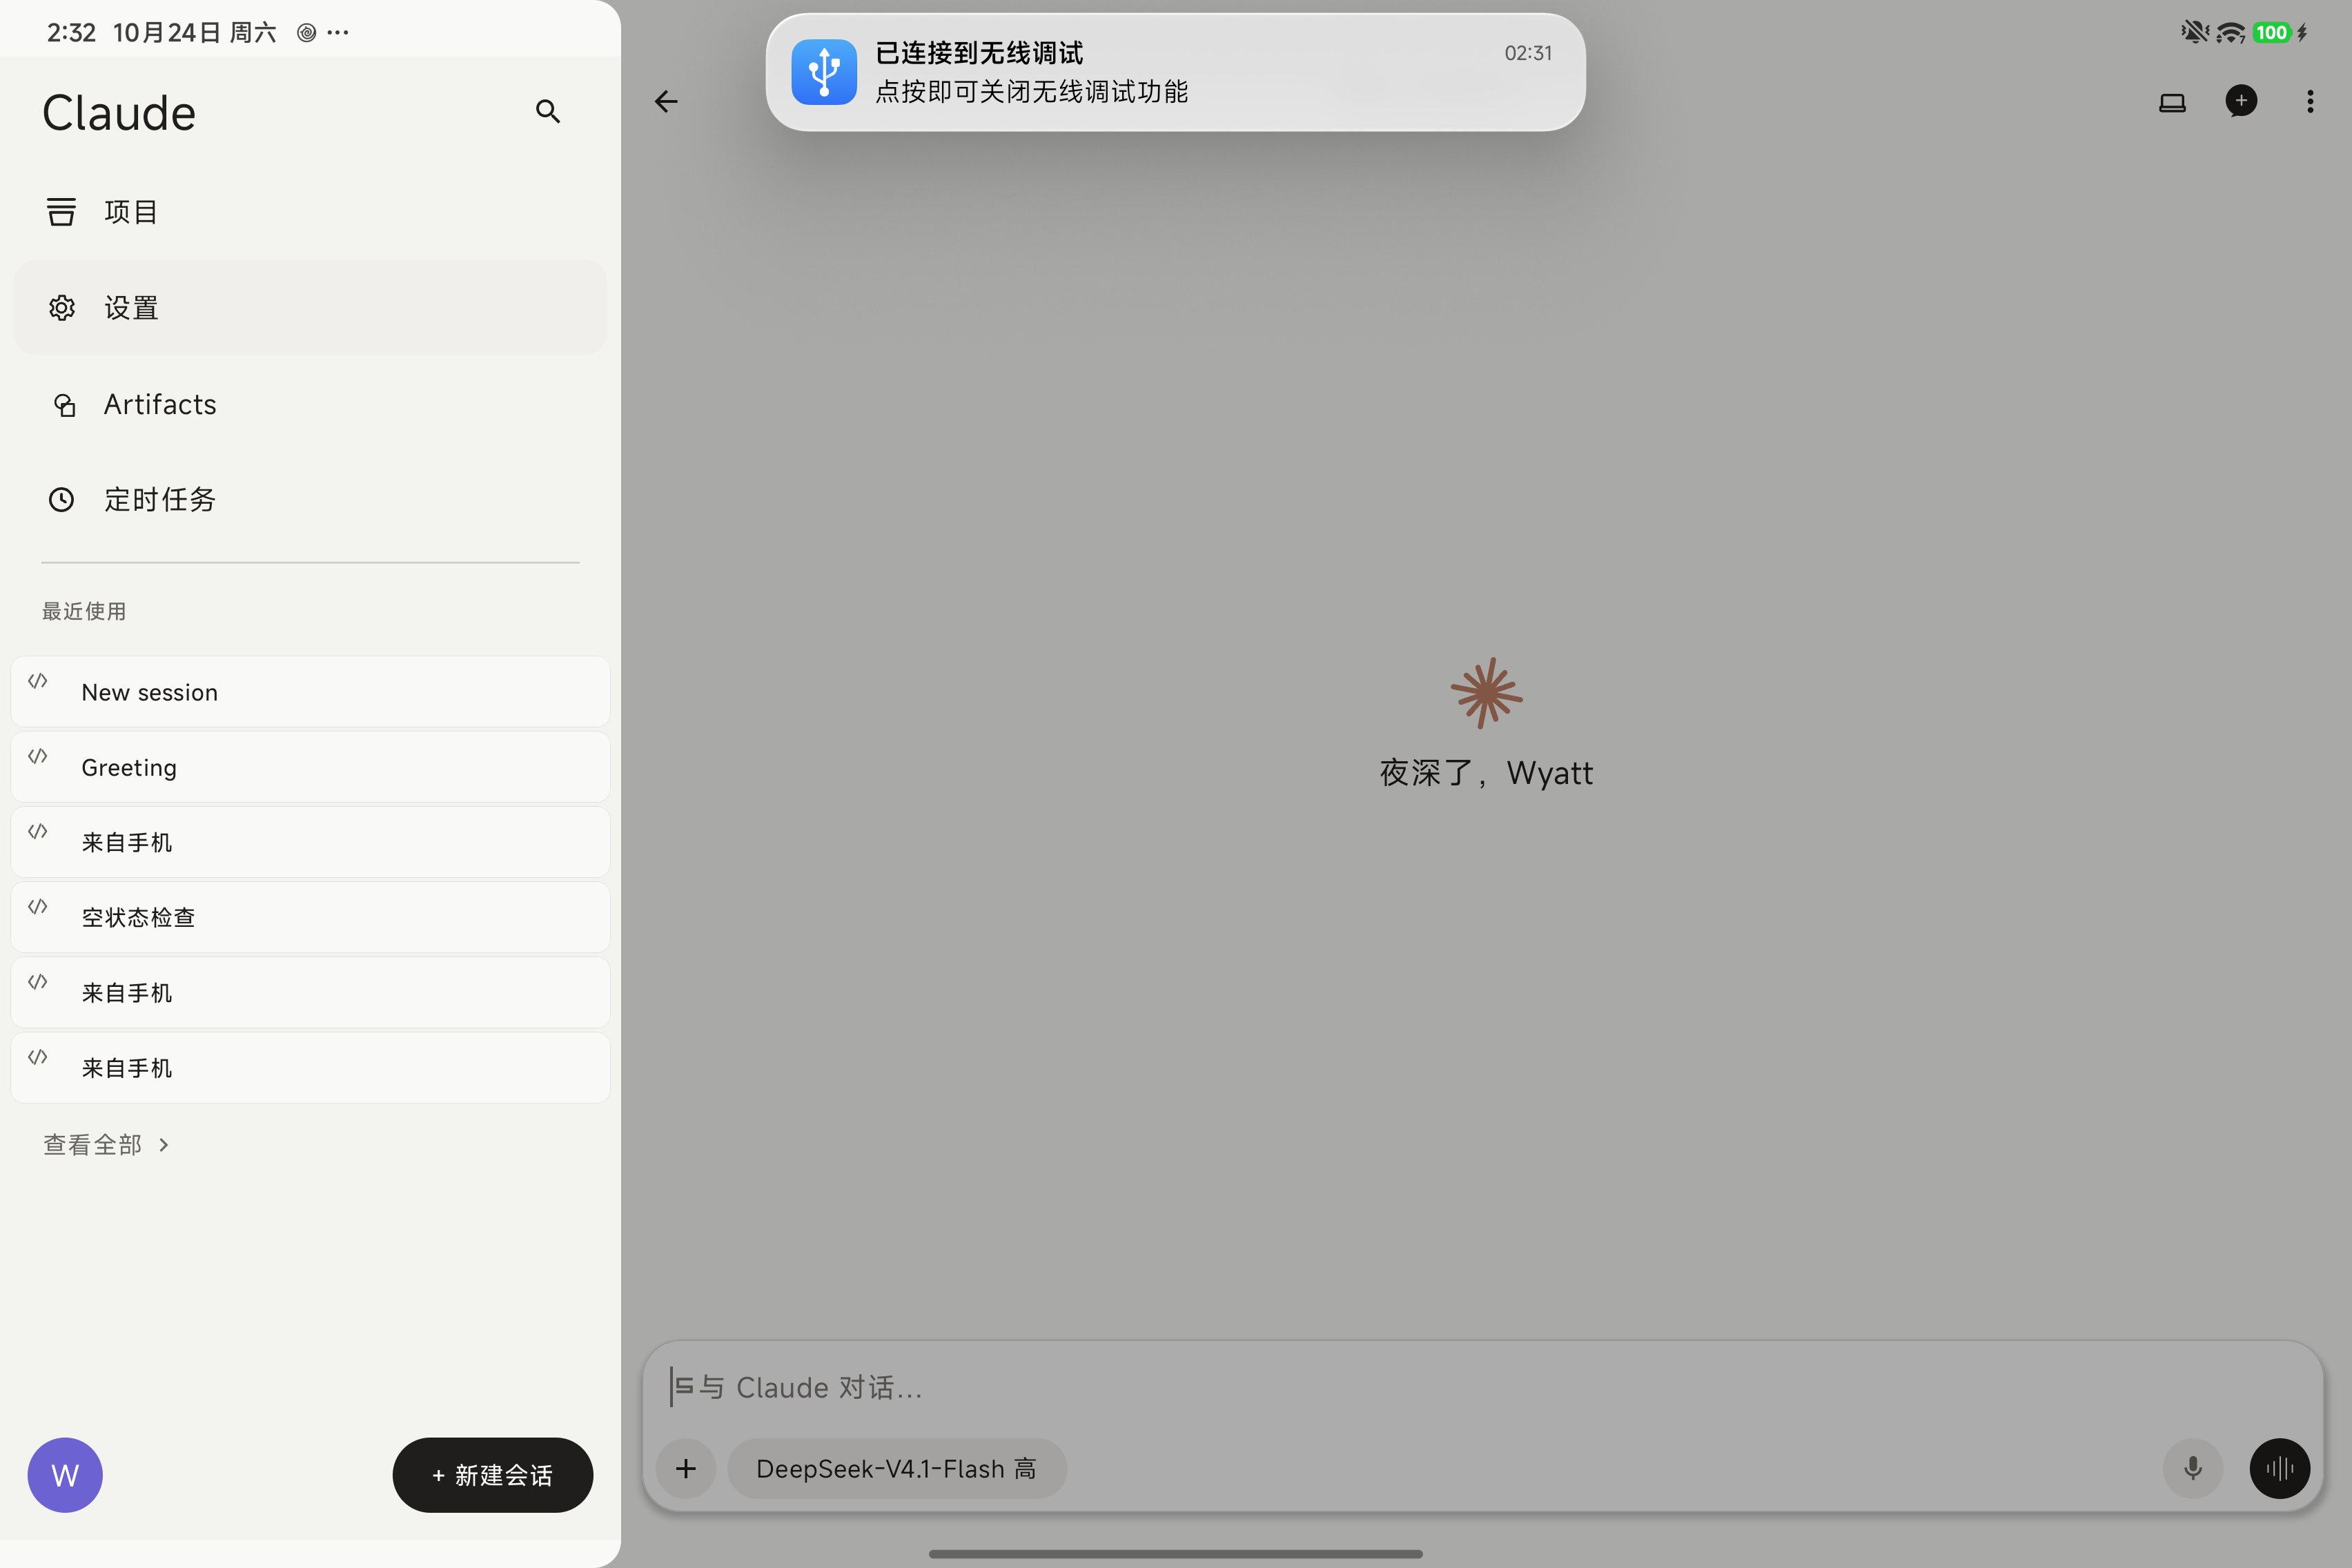 2:32 10月24日 周六
100
Claude
项目
设置
Artifacts
定时任务
最近使用
New session
Greeting
来自手机
空状态检查
来自手机
来自手机
查看全部
W
+ 新建会话
已连接到无线调试
02:31
点按即可关闭无线调试功能
夜深了，Wyatt
与 Claude 对话...
DeepSeek-V4.1-Flash 高